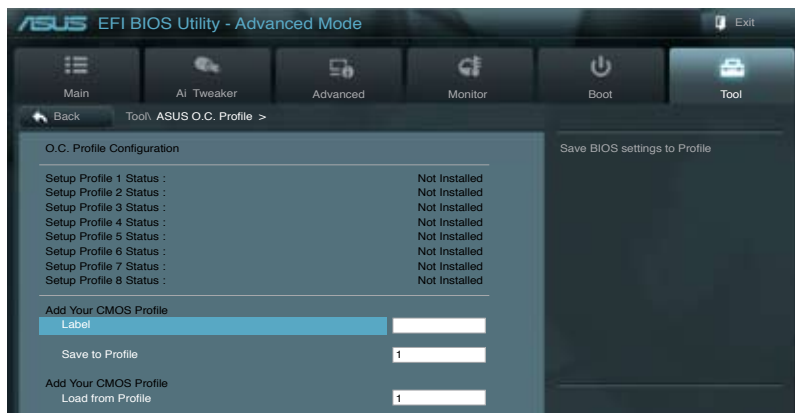 ASUS EFI BIOS Utility - Advanced Mode
Exit
Main
Ai Tweaker
Advanced
Monitor
Boot
Tool
Back
Tool\ ASUS O.C. Profile >
O.C. Profile Configuration
Save BIOS settings to Profile
Setup Profile 1 Status : Not Installed
Setup Profile 2 Status : Not Installed
Setup Profile 3 Status : Not Installed
Setup Profile 4 Status : Not Installed
Setup Profile 5 Status : Not Installed
Setup Profile 6 Status : Not Installed
Setup Profile 7 Status : Not Installed
Setup Profile 8 Status : Not Installed
Add Your CMOS Profile
Label
Save to Profile 1
Add Your CMOS Profile
Load from Profile 1